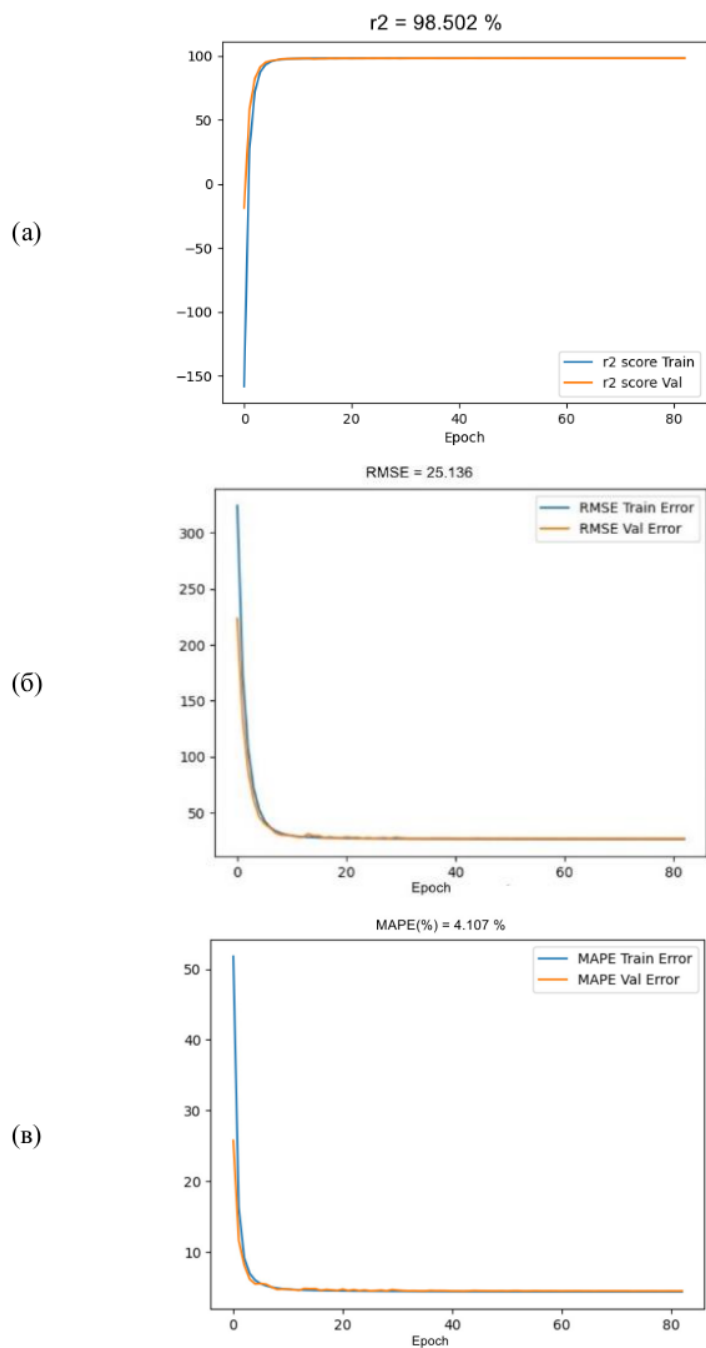 r2 = 98.502 %
100
50
0
−50
−100
−150
0 20 40 60 80
Epoch
r2 score Train
r2 score Val
(а)
RMSE = 25.136
300
250
200
150
100
50
0 20 40 60 80
Epoch
RMSE Train Error
RMSE Val Error
(б)
MAPE(%) = 4.107 %
50
40
30
20
10
0 20 40 60 80
Epoch
MAPE Train Error
MAPE Val Error
(в)